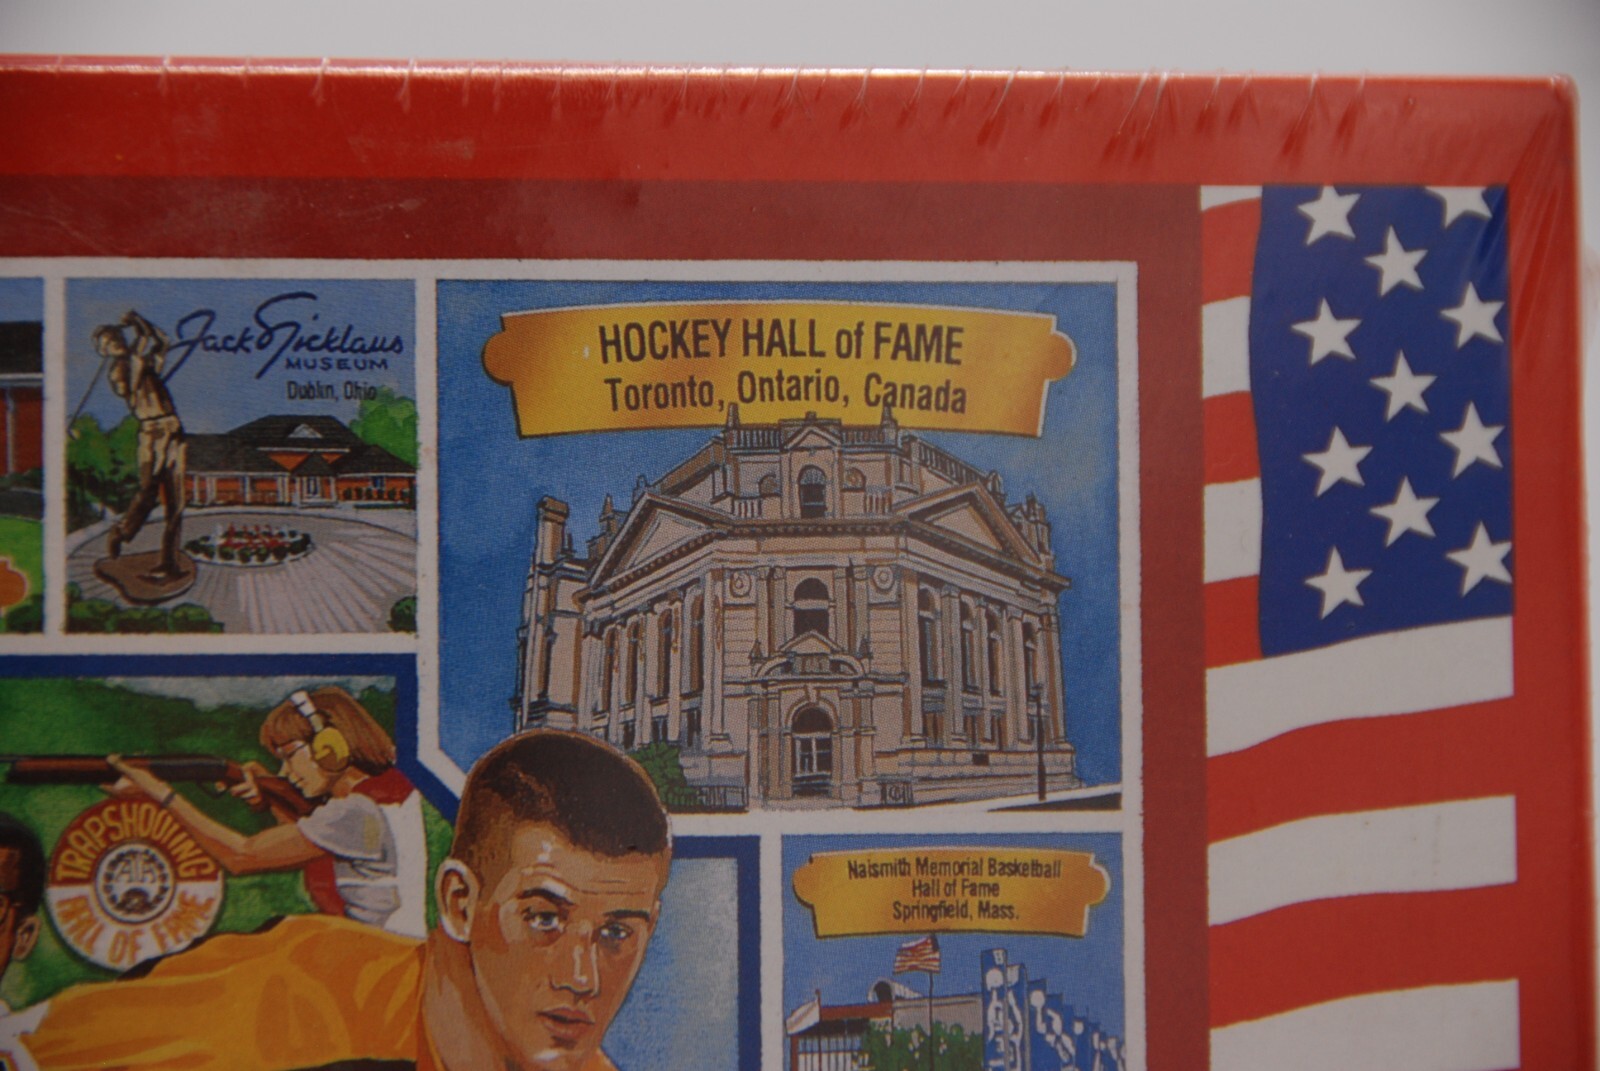 Jack Nicklaus
MUSEUM
Dublin, Ohio
HOCKEY HALL of FAME
Toronto, Ontario, Canada
TRAPSHOOTING
ATA
HALL OF FAME
Naismith Memorial Basketball
Hall of Fame
Springfield, Mass.